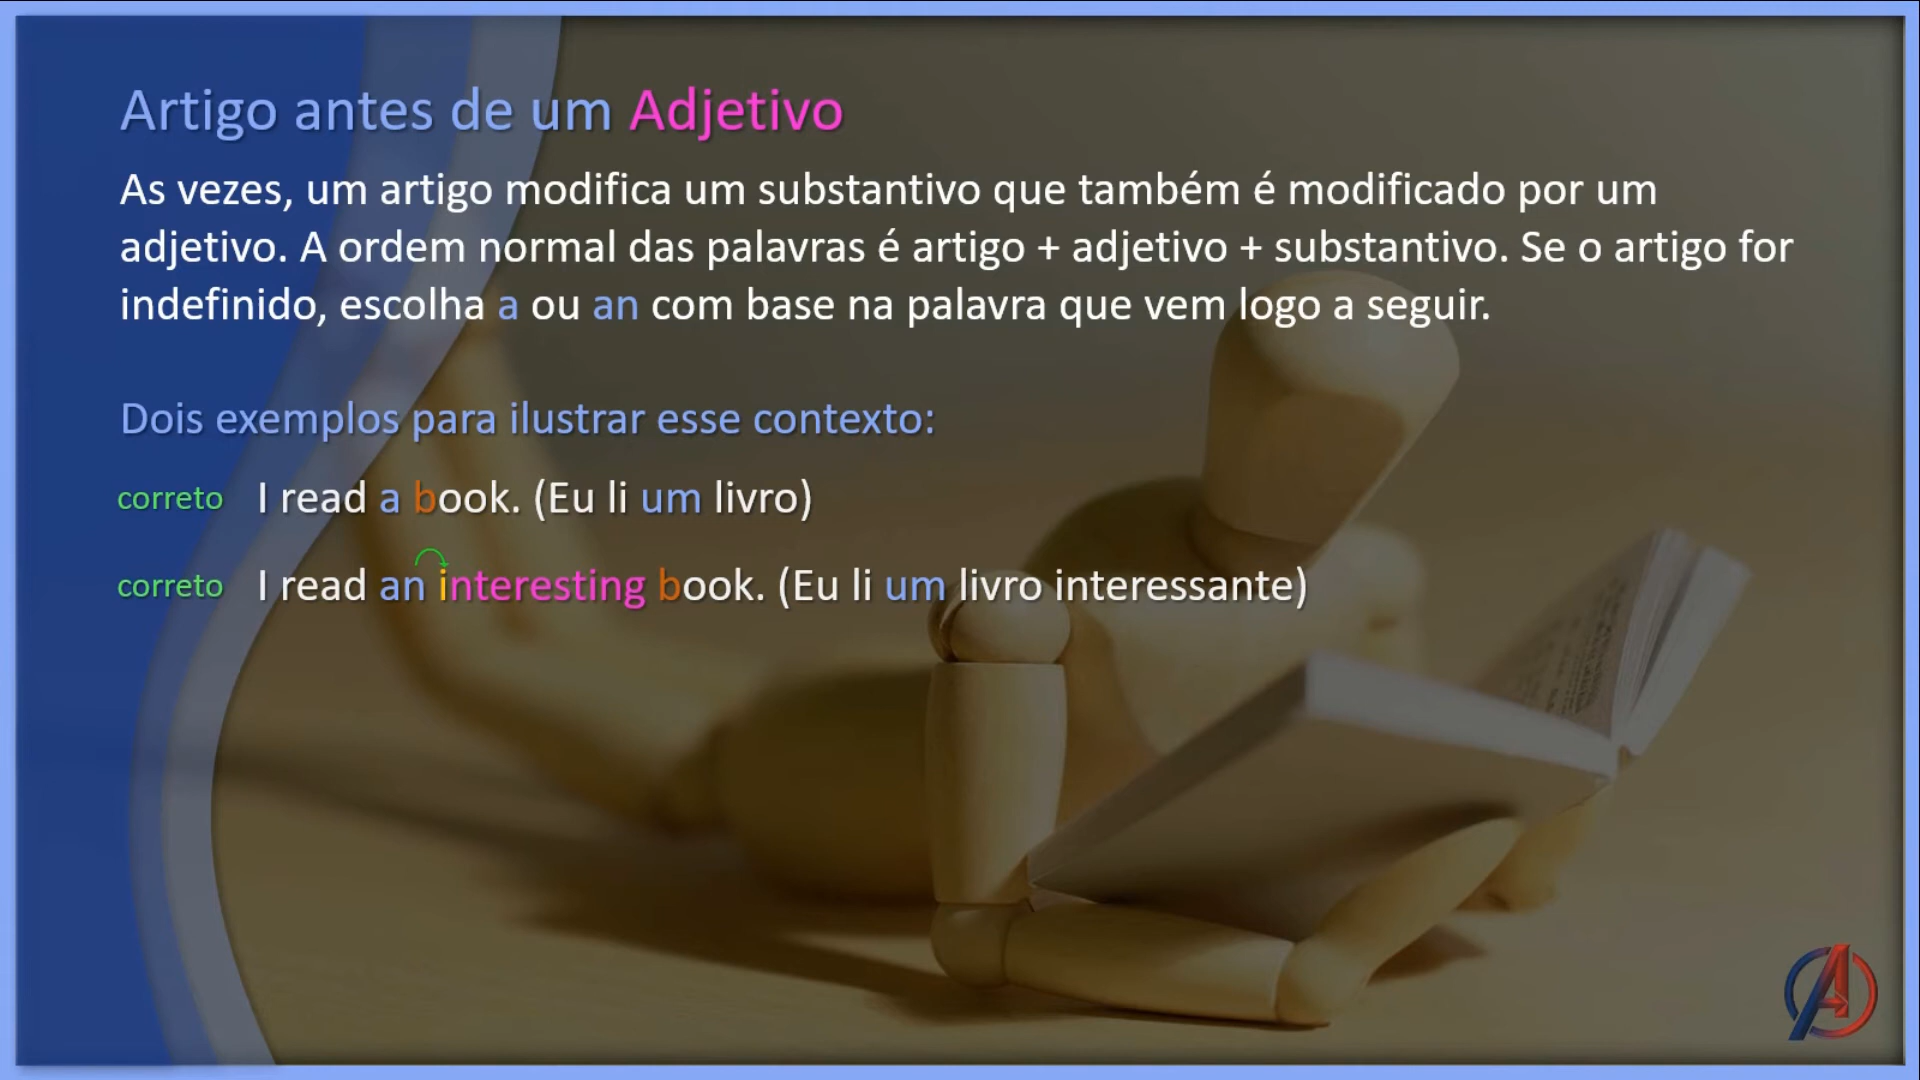 Artigo antes de um Adjetivo
As vezes, um artigo modifica um substantivo que também é modificado por um
adjetivo. A ordem normal das palavras é artigo + adjetivo + substantivo. Se o artigo for
indefinido, escolha a ou an com base na palavra que vem logo a seguir.
Dois exemplos para ilustrar esse contexto:
correto I read a book. (Eu li um livro)
correto I read an interesting book. (Eu li um livro interessante)